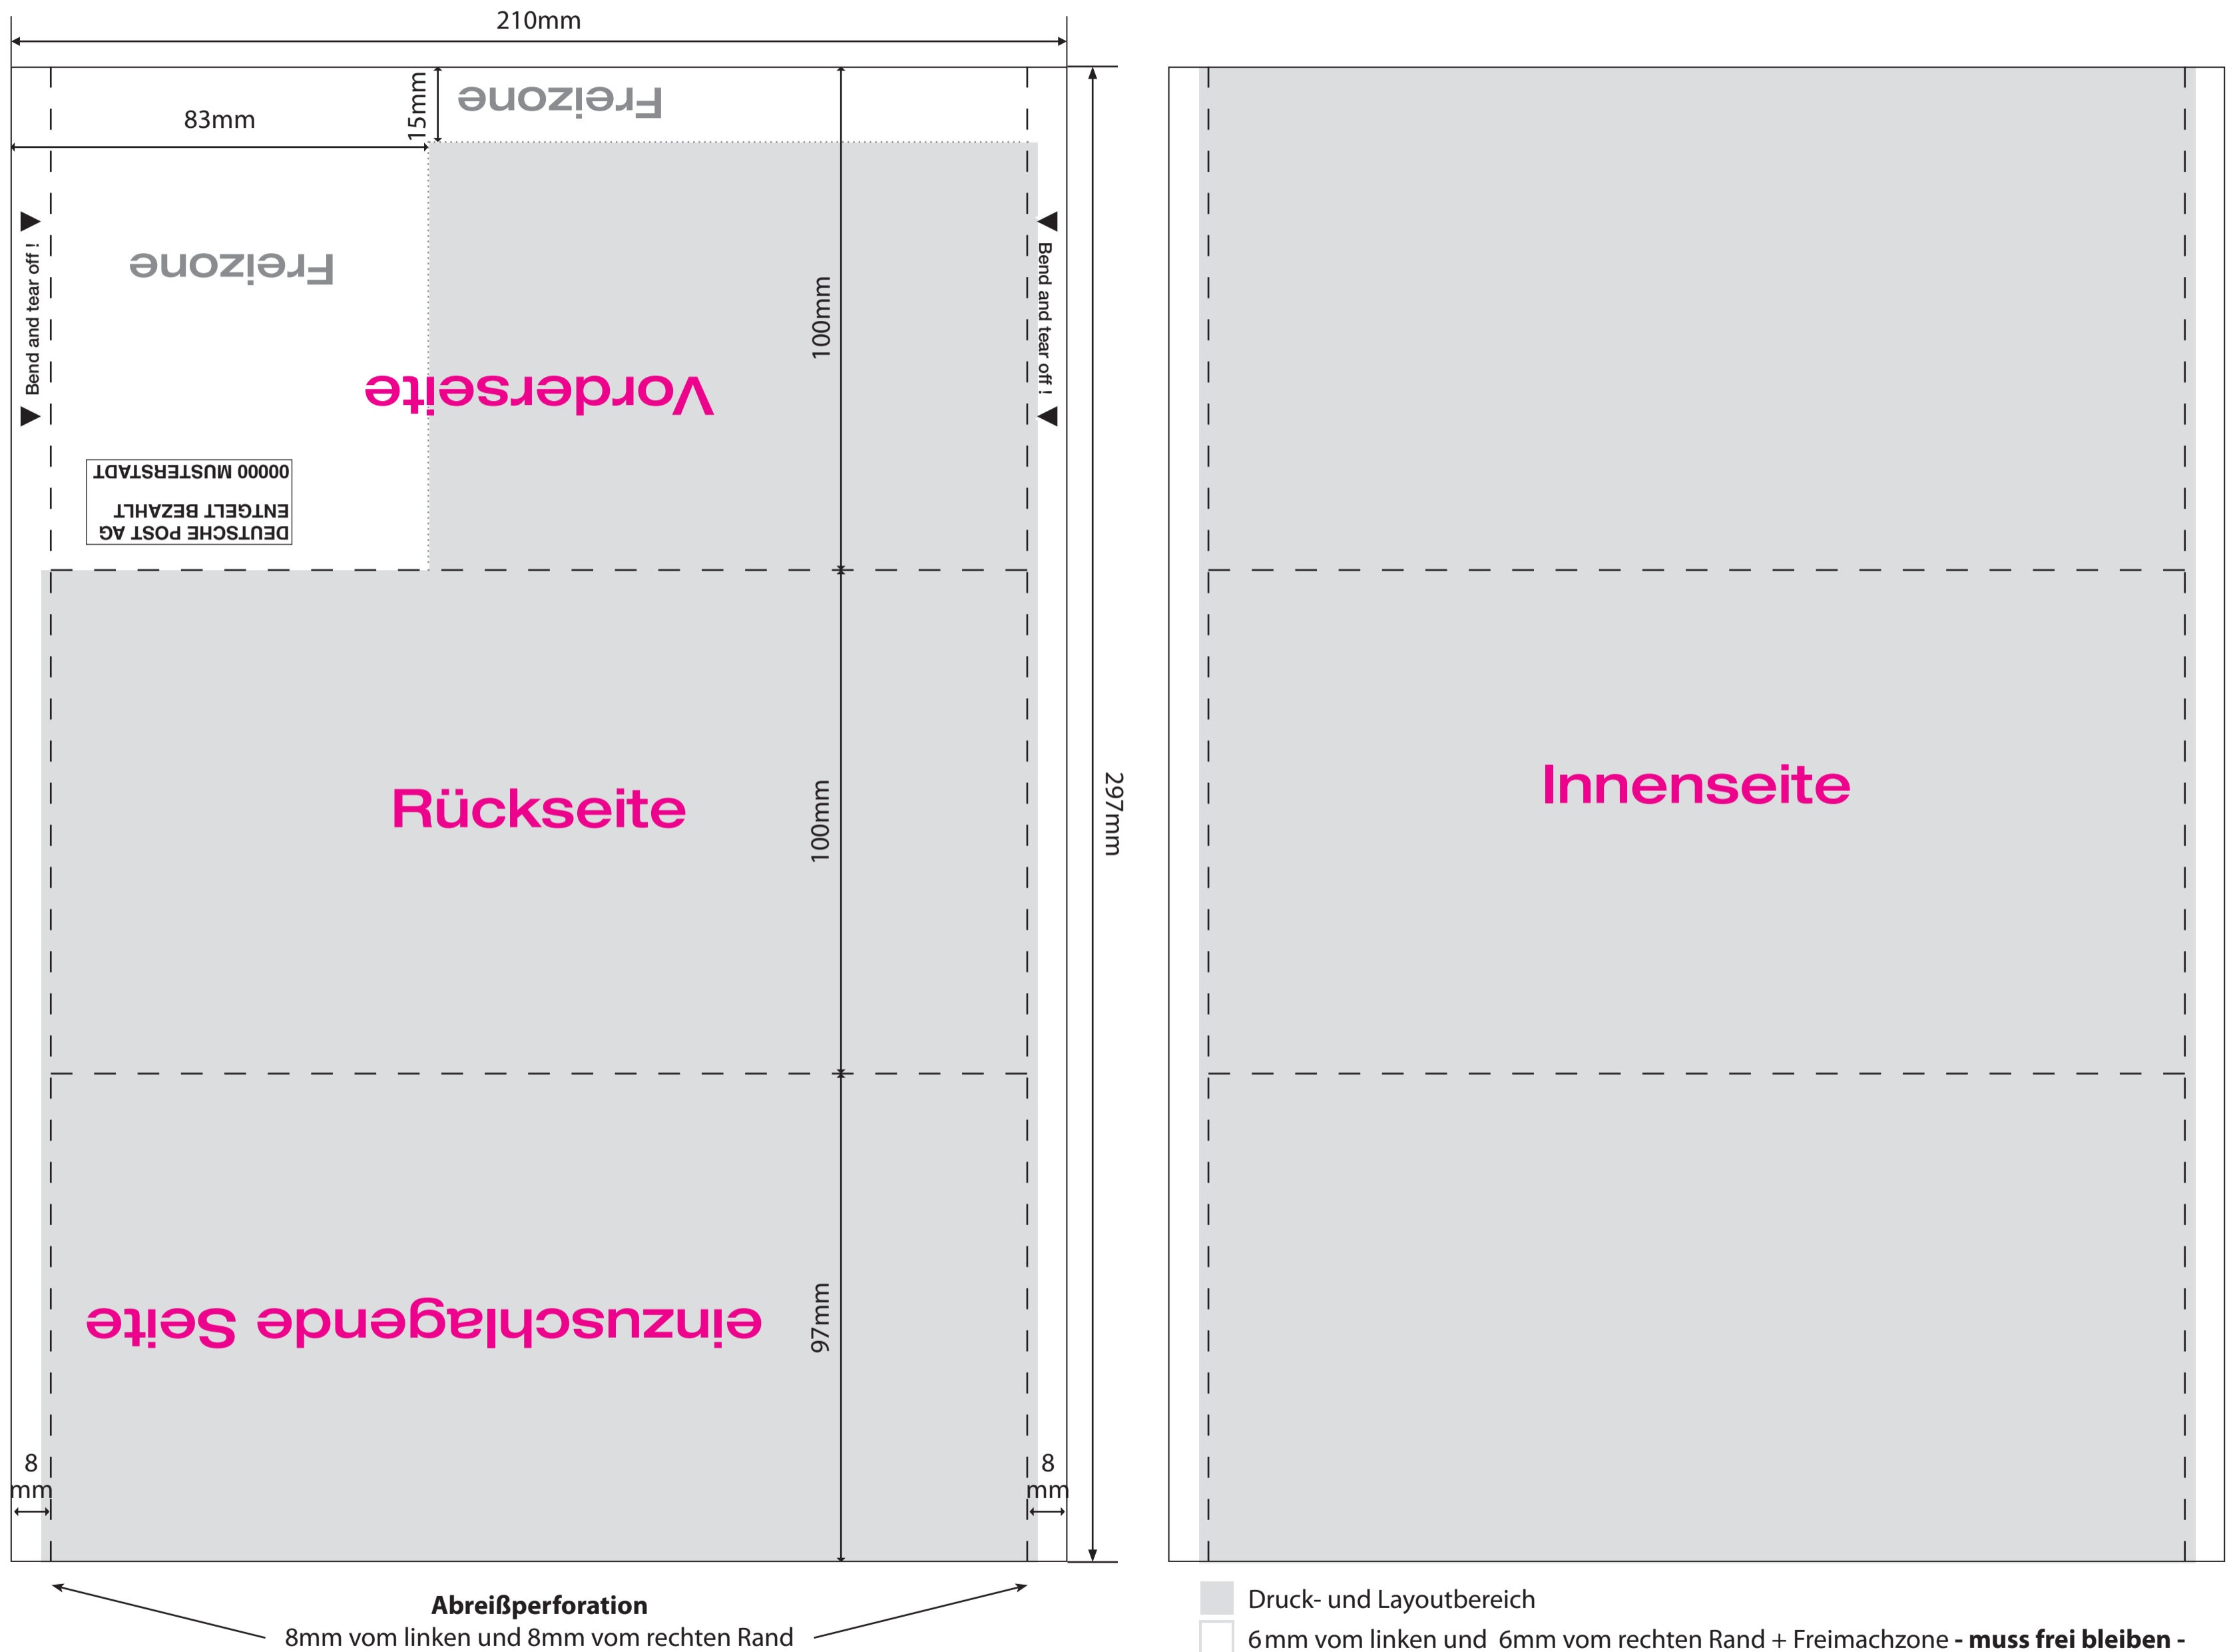 210mm
15mm
Freizone
83mm
Freizone
Bend and tear off !
Bend and tear off !
100mm
Vorderseite
DEUTSCHE POST AG
ENTGELT BEZAHLT
00000 MUSTERSTADT
297mm
Rückseite
100mm
Innenseite
einzuschlagende Seite
97mm
8
mm
8
mm
Abreißperforation
8mm vom linken und 8mm vom rechten Rand
Druck- und Layoutbereich
6mm vom linken und 6mm vom rechten Rand + Freimachzone - muss frei bleiben -